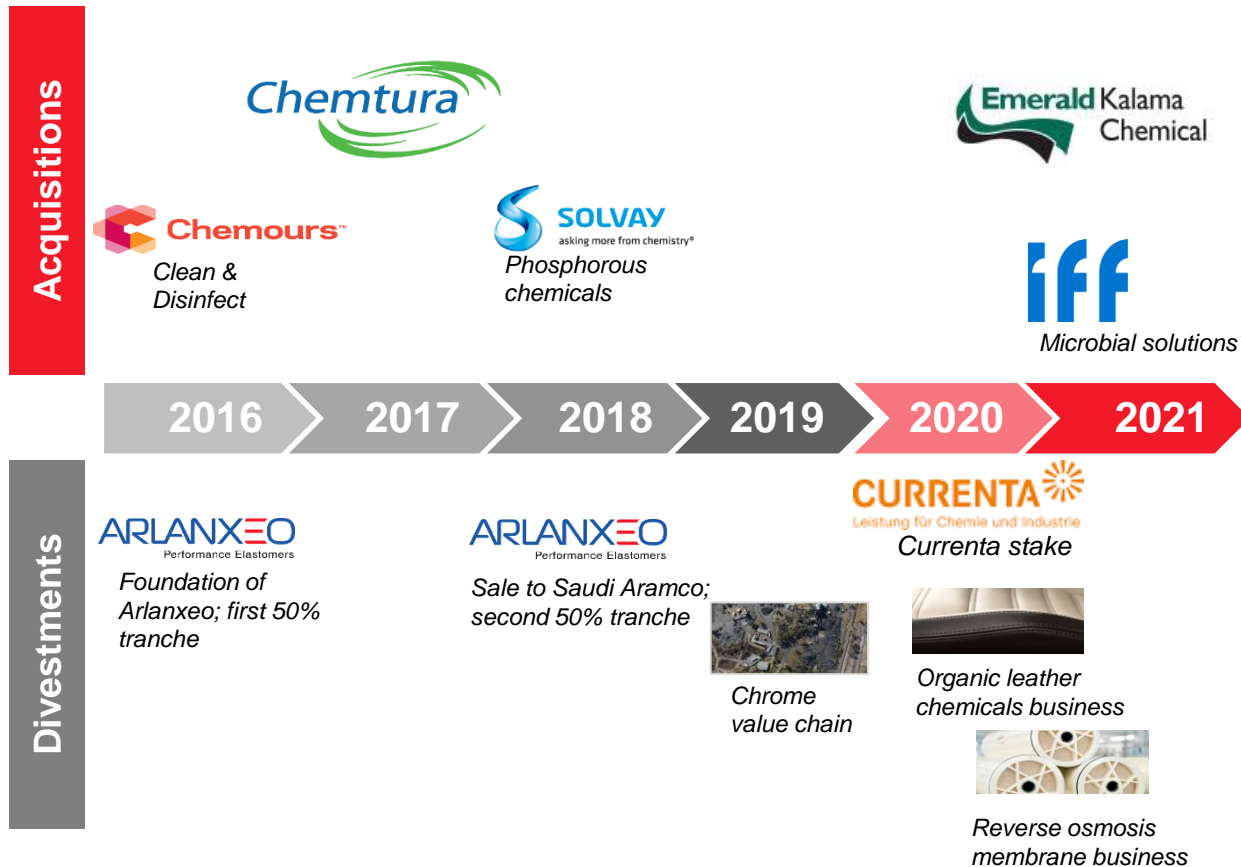 Acquisitions
Chemtura
Emerald Kalama
Chemical
Chemours™
Clean &
Disinfect
SOLVAY
asking more from chemistry®
Phosphorous
chemicals
iff
Microbial solutions
2016
2017
2018
2019
2020
2021
Divestments
ARLANXEO
Performance Elastomers
Foundation of
Arlanxeo; first 50%
tranche
ARLANXEO
Performance Elastomers
Sale to Saudi Aramco;
second 50% tranche
Chrome
value chain
CURRENTA
Leistung für Chemie und Industrie
Currenta stake
Organic leather
chemicals business
Reverse osmosis
membrane business